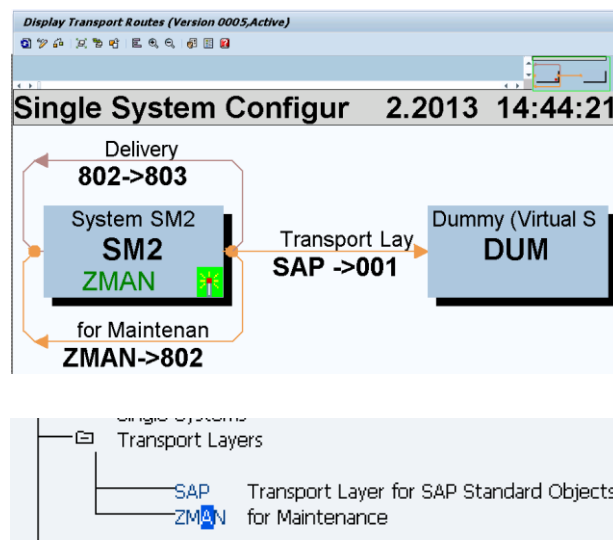 Display Transport Routes (Version 0005,Active)
Single System Configur 2.2013 14:44:21
Delivery
802->803
System SM2
SM2
ZMAN
Transport Lay
SAP ->001
Dummy (Virtual S
DUM
for Maintenan
ZMAN->802
Single Systems
Transport Layers
SAP Transport Layer for SAP Standard Objects
ZMAN for Maintenance